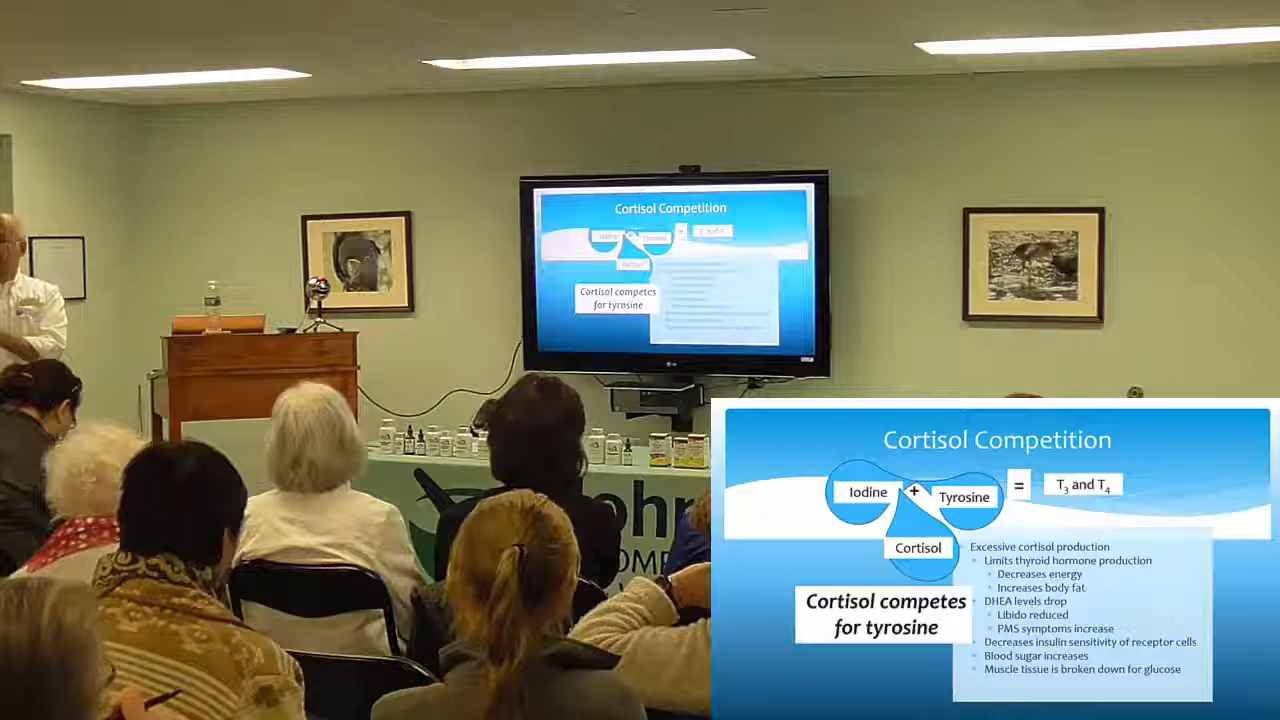 Cortisol Competition
Cortisol competes
for tyrosine
Cortisol Competition
Iodine + Tyrosine = T3 and T4
Cortisol
Cortisol competes
for tyrosine
Excessive cortisol production
Limits thyroid hormone production
Decreases energy
Increases body fat
DHEA levels drop
Libido reduced
PMS symptoms increase
Decreases insulin sensitivity of receptor cells
Blood sugar increases
Muscle tissue is broken down for glucose
LG